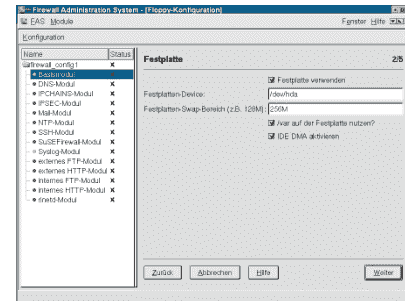 Firewall Administration System - [Floppy-Konfiguration]
EAS Module
Fenster Hilfe
Konfiguration
Name Status
firewall_config1 x
Basismodul
DNS-Modul x
IPCHAINS-Modul x
IPSEC-Modul x
Mail-Modul x
NTP-Modul x
SSH-Modul x
SuSEFirewall-Modul x
Syslog-Modul x
externes FTP-Modul x
externes HTTP-Modul x
internes FTP-Modul x
internes HTTP-Modul x
rinetd-Modul x
Festplatte 2/5
Festplatte verwenden
Festplatten-Device: /dev/hda
Festplatten-Swap-Bereich (z.B. 128M): 256M
/var auf der Festplatte nutzen?
IDE DMA aktivieren
Zurück Abbrechen Hilfe Weiter